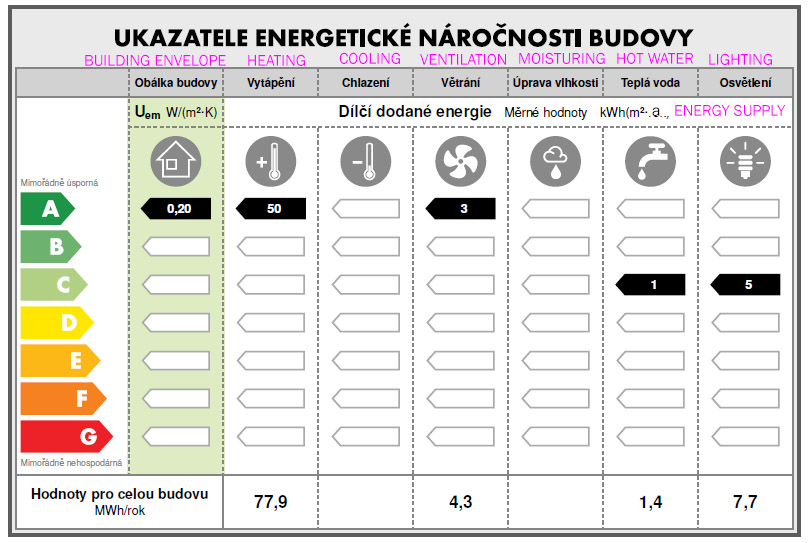 UKAZATELE ENERGETICKÉ NÁROČNOSTI BUDOVY
BUILDING ENVELOPE HEATING COOLING VENTILATION MOISTURING HOT WATER LIGHTING
Obálka budovy Vytápění Chlazení Větrání Úprava vlhkosti Teplá voda Osvětlení
Uem W/(m²·K) Dílčí dodané energie Měrné hodnoty kWh(m²·.a.,, ENERGY SUPPLY
Mimořádně úsporná
A 0,20 50 3
B
C 1 5
D
E
F
G
Mimořádně nehospodárná
Hodnoty pro celou budovu 77,9 4,3 1,4 7,7
MWh/rok